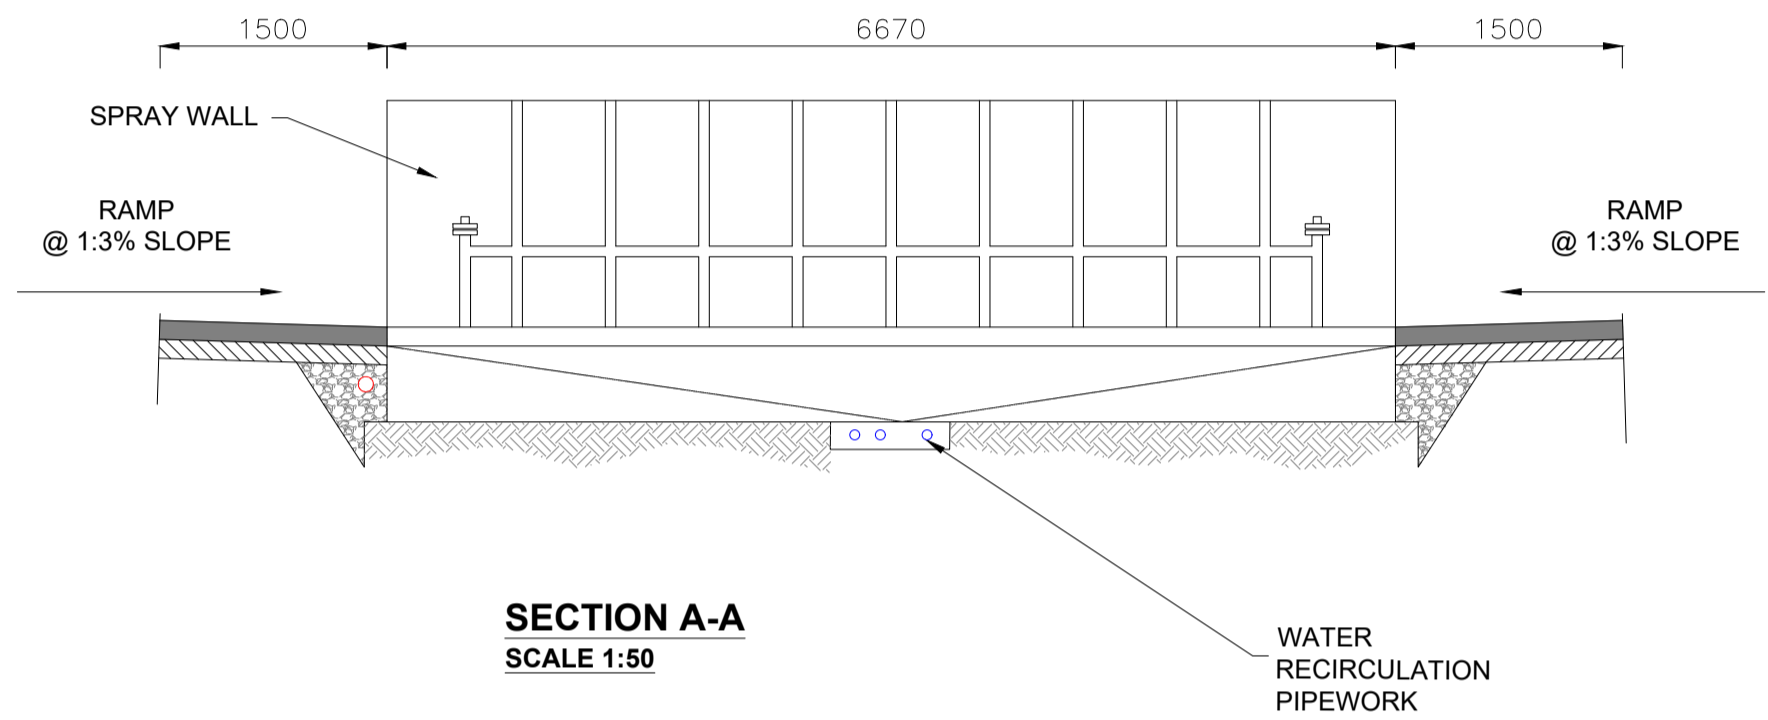 1500
6670
1500
SPRAY WALL
RAMP
@ 1:3% SLOPE
RAMP
@ 1:3% SLOPE
SECTION A-A
SCALE 1:50
WATER
RECIRCULATION
PIPEWORK